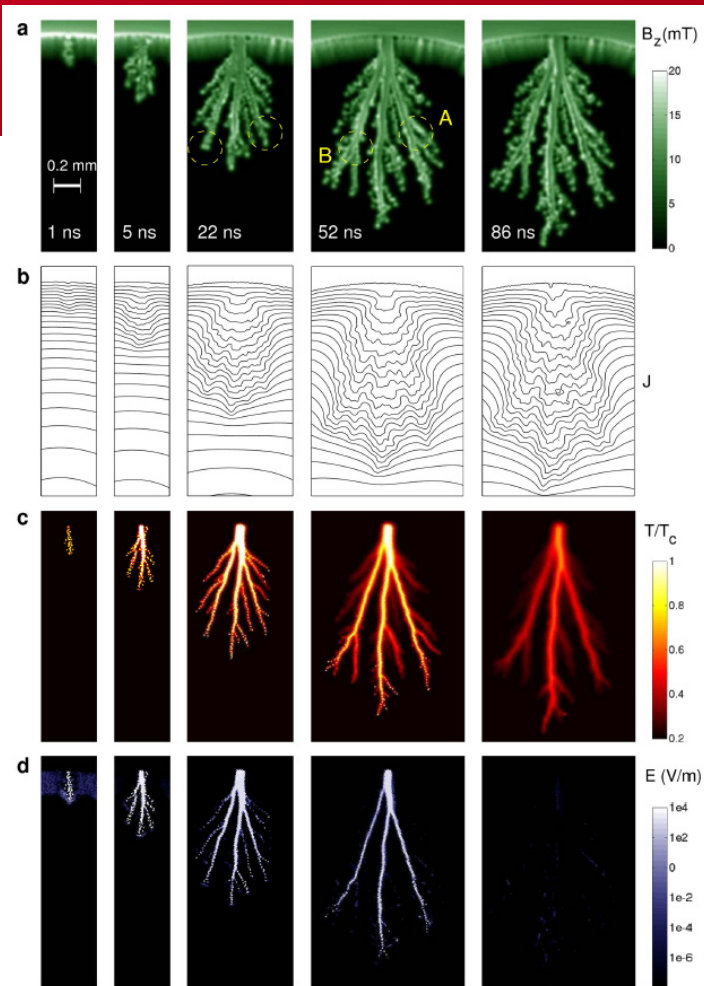 a
B_z(mT)
20
15
10
5
0
A
B
0.2 mm
1 ns
5 ns
22 ns
52 ns
86 ns
b
J
c
T/T_c
1
0.8
0.6
0.4
0.2
d
E (V/m)
1e4
1e2
0
1e-2
1e-4
1e-6